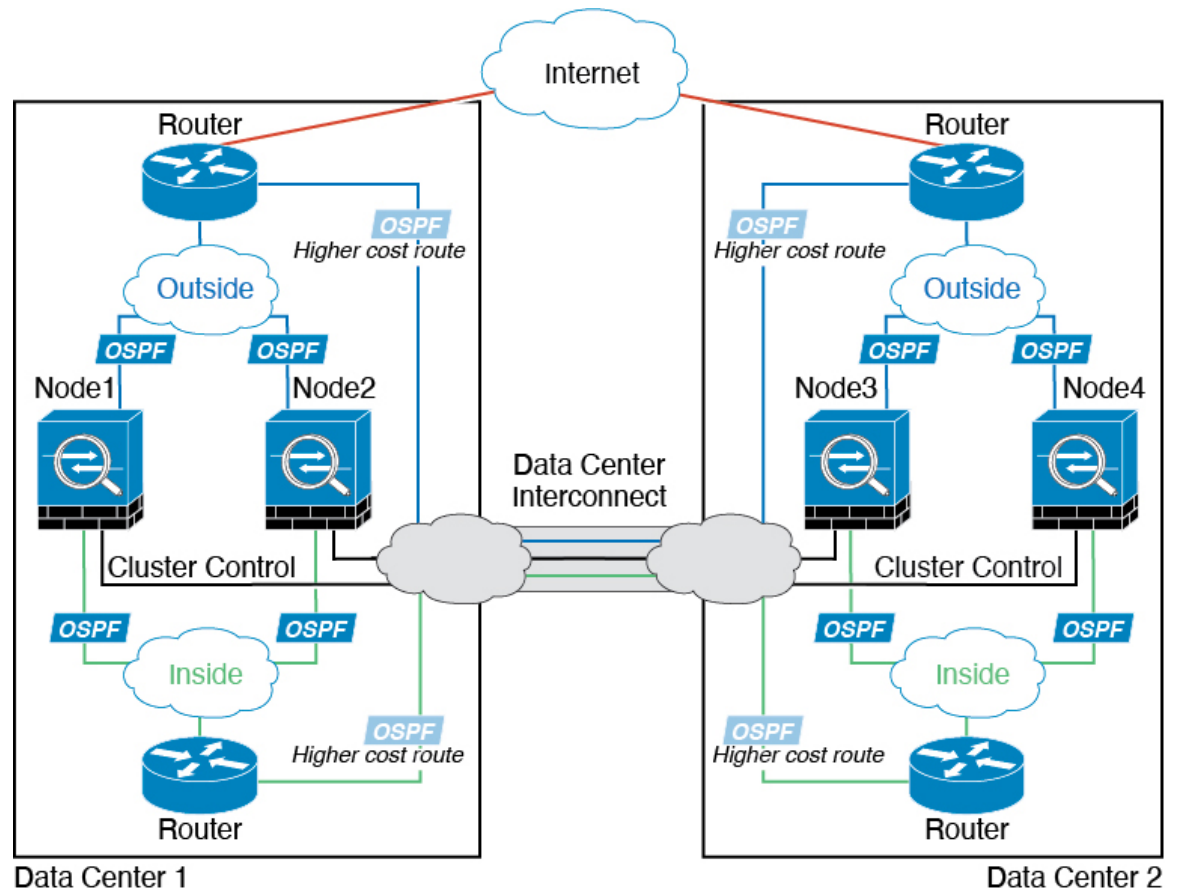 Internet
Router
Router
OSPF
Higher cost route
OSPF
Higher cost route
Outside
Outside
OSPF
OSPF
OSPF
OSPF
Node1
Node2
Node3
Node4
Data Center
Interconnect
Cluster Control
Cluster Control
OSPF
OSPF
OSPF
OSPF
Inside
Inside
OSPF
Higher cost route
OSPF
Higher cost route
Router
Router
Data Center 1
Data Center 2